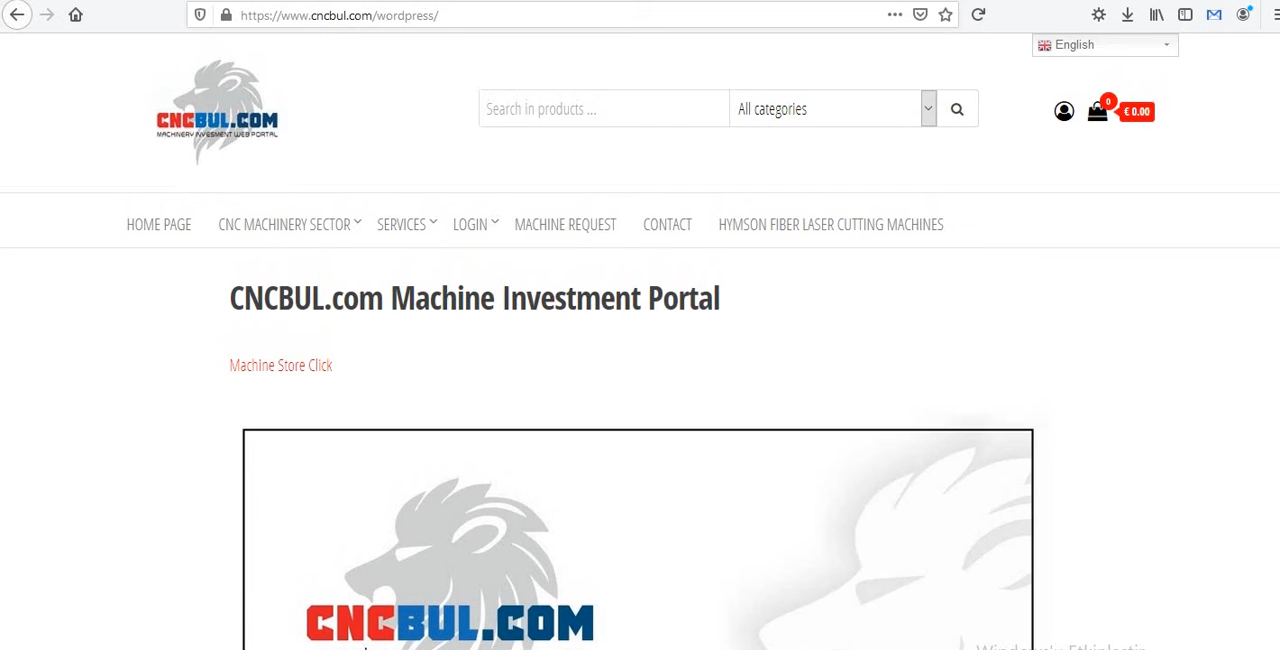 https://www.cncbul.com/wordpress/
English
CNCBUL.COM
MACHINERY INVESMENT WEB PORTAL
Search in products ...
All categories
0
€ 0.00
HOME PAGE
CNC MACHINERY SECTOR
SERVICES
LOGIN
MACHINE REQUEST
CONTACT
HYMSON FIBER LASER CUTTING MACHINES
CNCBUL.com Machine Investment Portal
Machine Store Click
CNCBUL.COM